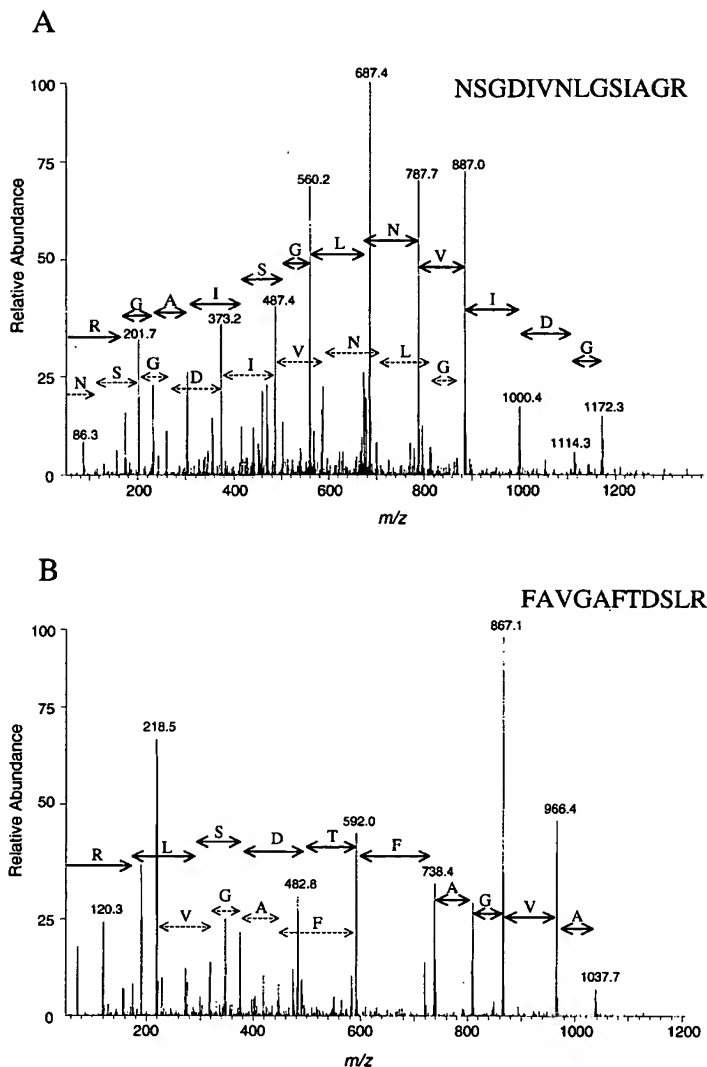 A
NSGDIVNLGSIAGR
Relative Abundance
100
75
50
25
0
687.4
887.0
787.7
560.2
487.4
373.2
201.7
86.3
1000.4
1172.3
1114.3
R G A I S G L N V I D G
N S G D I V N L G
200 400 600 800 1000 1200
m/z
B
FAVGAFTDSLR
Relative Abundance
100
75
50
25
0
867.1
218.5
966.4
592.0
738.4
482.8
120.3
1037.7
R L S D T F A G V A
V G A F
200 400 600 800 1000 1200
m/z